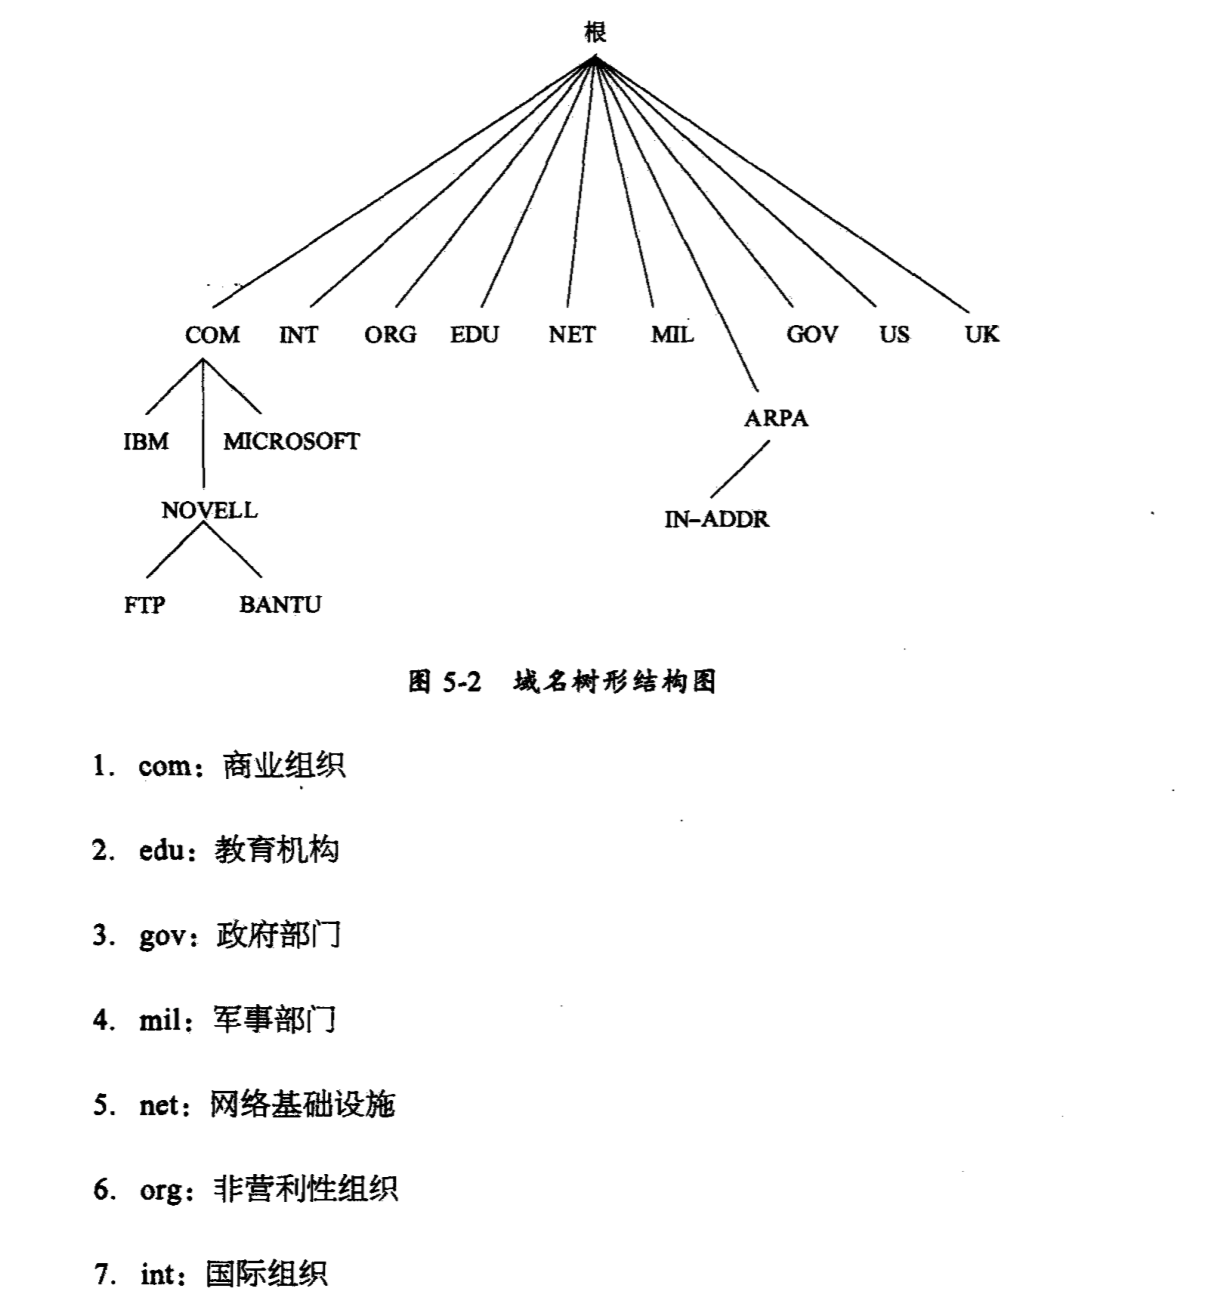 根
COM INT ORG EDU NET MIL GOV US UK
ARPA
IBM MICROSOFT
NOVELL
IN-ADDR
FTP BANTU
图 5-2 域名树形结构图
1. com：商业组织
2. edu：教育机构
3. gov：政府部门
4. mil：军事部门
5. net：网络基础设施
6. org：非营利性组织
7. int：国际组织